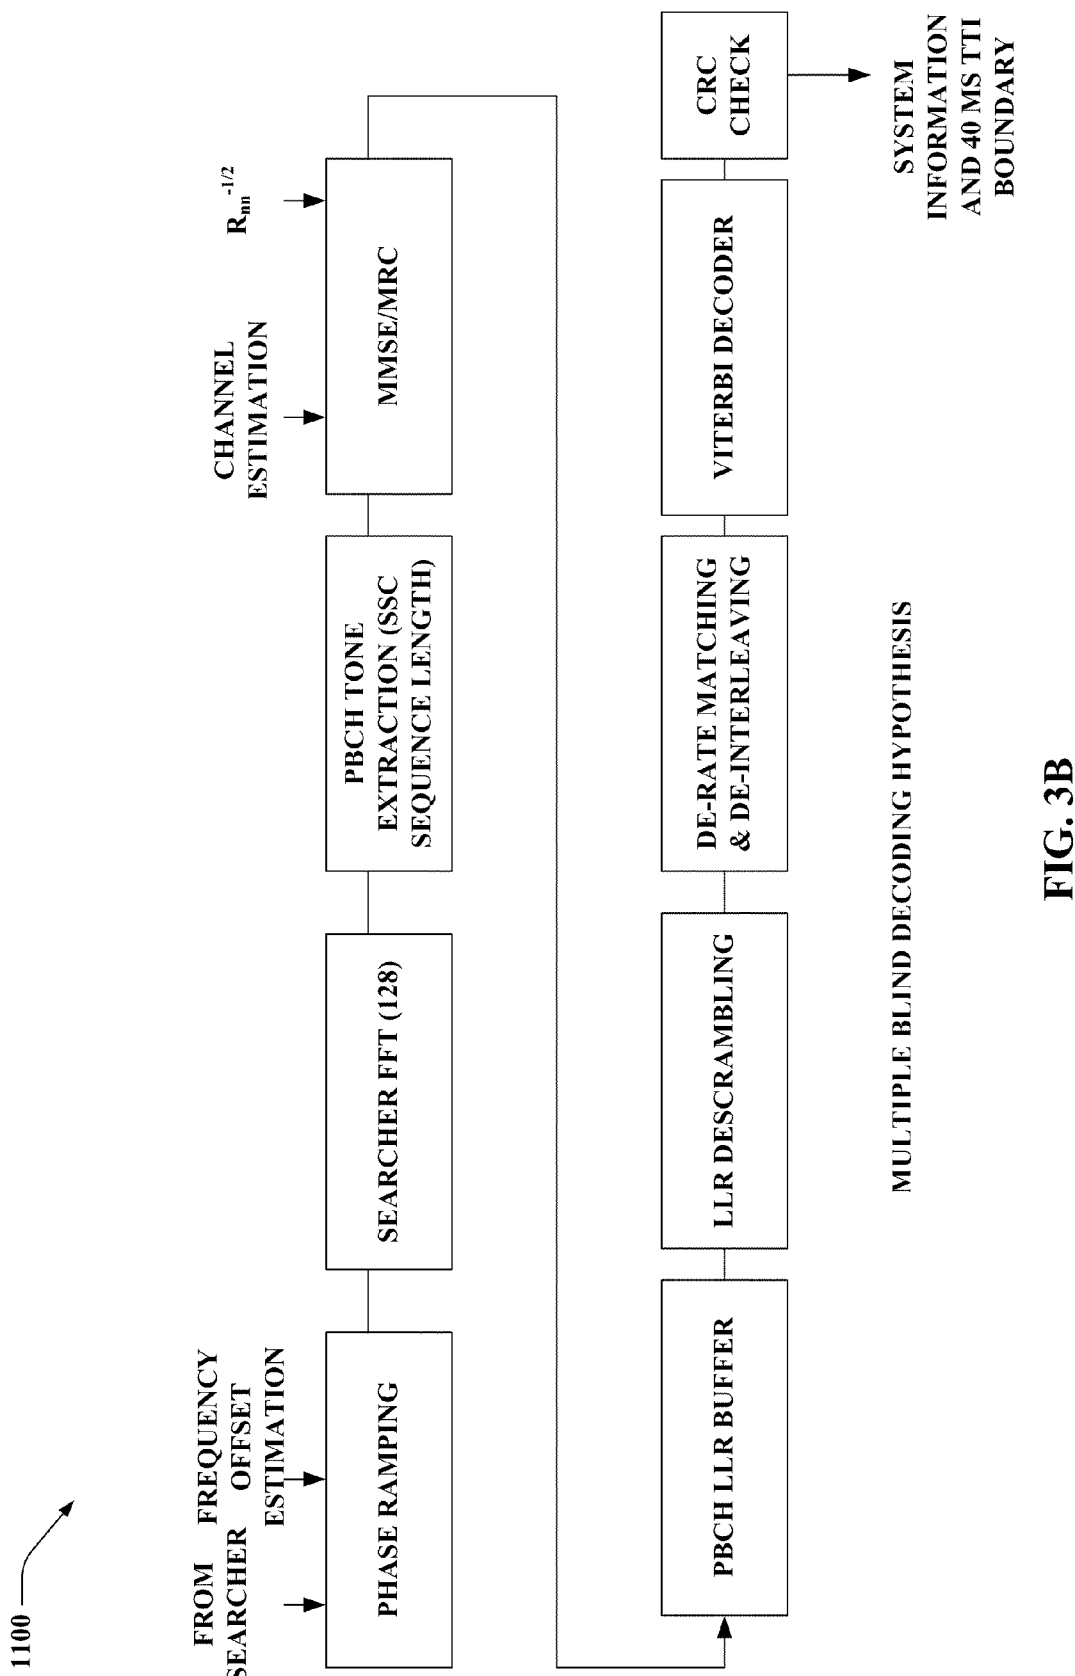 1100
FROM
SEARCHER
FREQUENCY
OFFSET
ESTIMATION
CHANNEL
ESTIMATION
Rnn-1/2
PHASE RAMPING
SEARCHER FFT (128)
PBCH TONE
EXTRACTION (SSC
SEQUENCE LENGTH)
MMSE/MRC
PBCH LLR BUFFER
LLR DESCRAMBLING
DE-RATE MATCHING
& DE-INTERLEAVING
VITERBI DECODER
CRC
CHECK
SYSTEM
INFORMATION
AND 40 MS TTI
BOUNDARY
MULTIPLE BLIND DECODING HYPOTHESIS
FIG. 3B